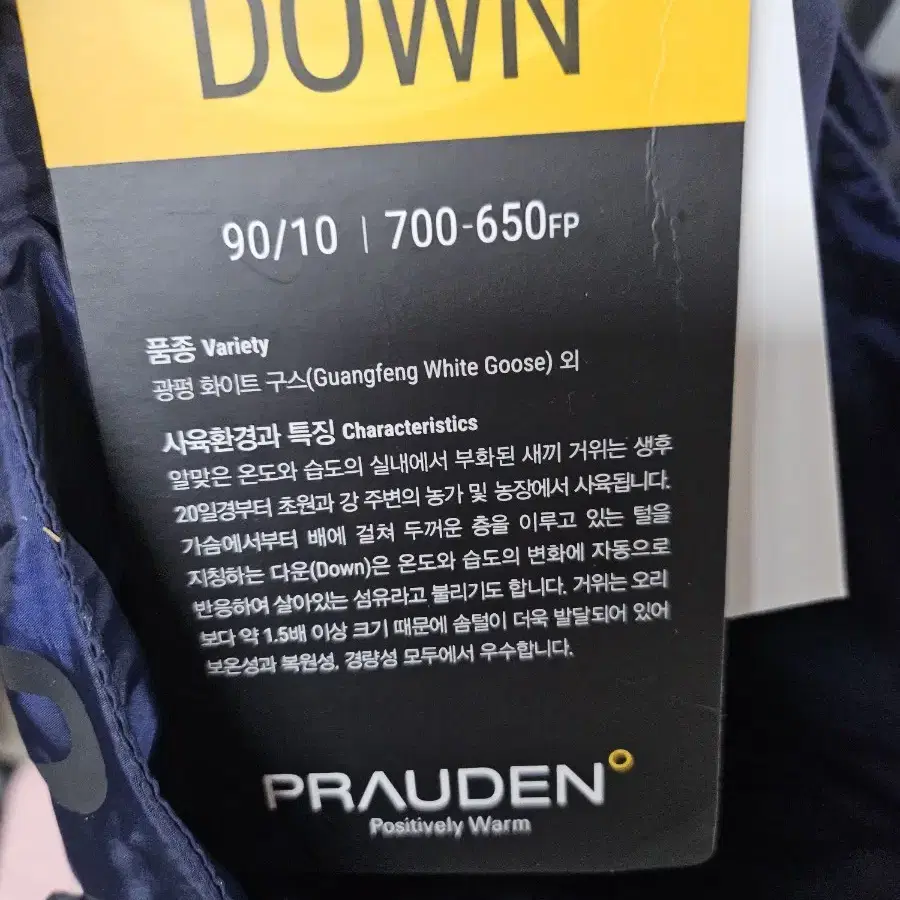 DOWN
90/10 | 700-650FP
품종 Variety
광펑 화이트 구스(Guangfeng White Goose) 외
사육환경과 특징 Characteristics
알맞은 온도와 습도의 실내에서 부화된 새끼 거위는 생후
20일경부터 초원과 강 주변의 농가 및 농장에서 사육됩니다.
가슴에서부터 배에 걸쳐 두꺼운 층을 이루고 있는 털을
지칭하는 다운(Down)은 온도와 습도의 변화에 자동으로
반응하여 살아있는 섬유라고 불리기도 합니다. 거위는 오리
보다 약 1.5배 이상 크기 때문에 솜털이 더욱 발달되어 있어
보온성과 복원성, 경량성 모두에서 우수합니다.
PRAUDEN
Positively Warm